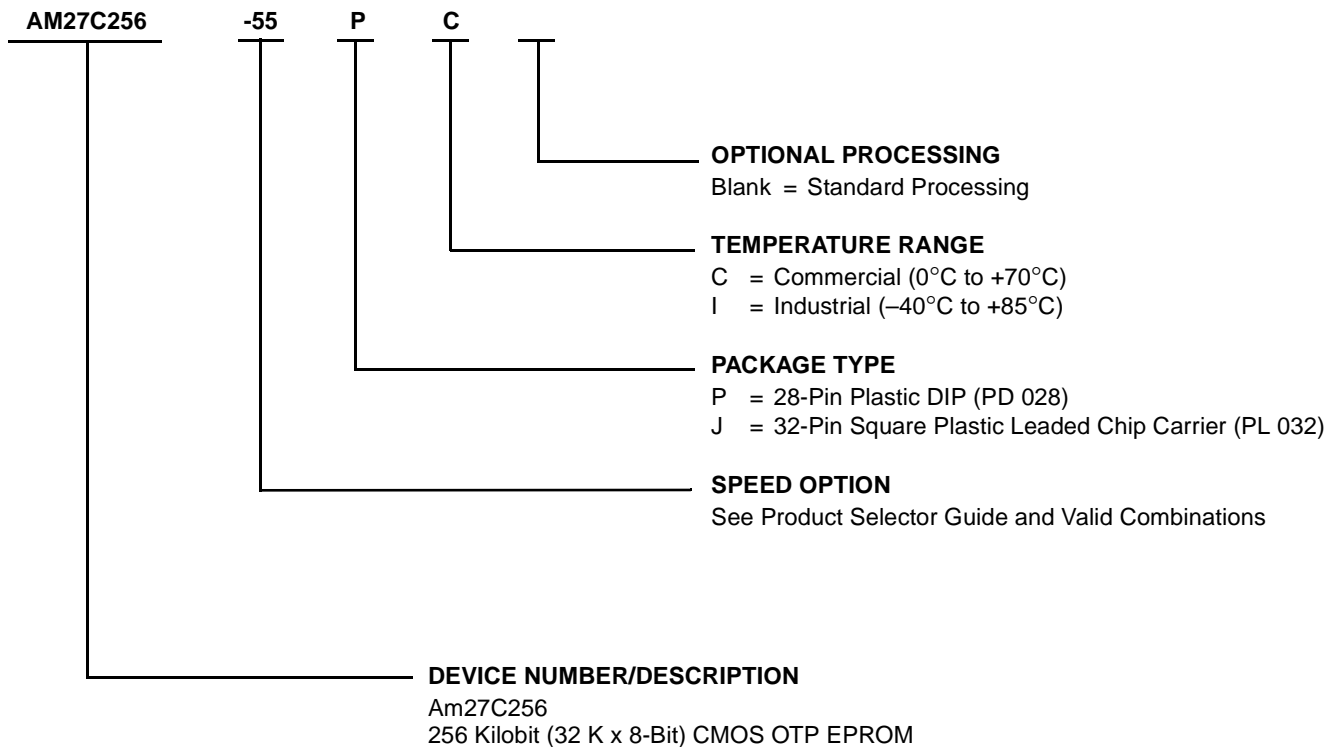 AM27C256 -55 P C
OPTIONAL PROCESSING
Blank = Standard Processing
TEMPERATURE RANGE
C = Commercial (0°C to +70°C)
I = Industrial (–40°C to +85°C)
PACKAGE TYPE
P = 28-Pin Plastic DIP (PD 028)
J = 32-Pin Square Plastic Leaded Chip Carrier (PL 032)
SPEED OPTION
See Product Selector Guide and Valid Combinations
DEVICE NUMBER/DESCRIPTION
Am27C256
256 Kilobit (32 K x 8-Bit) CMOS OTP EPROM